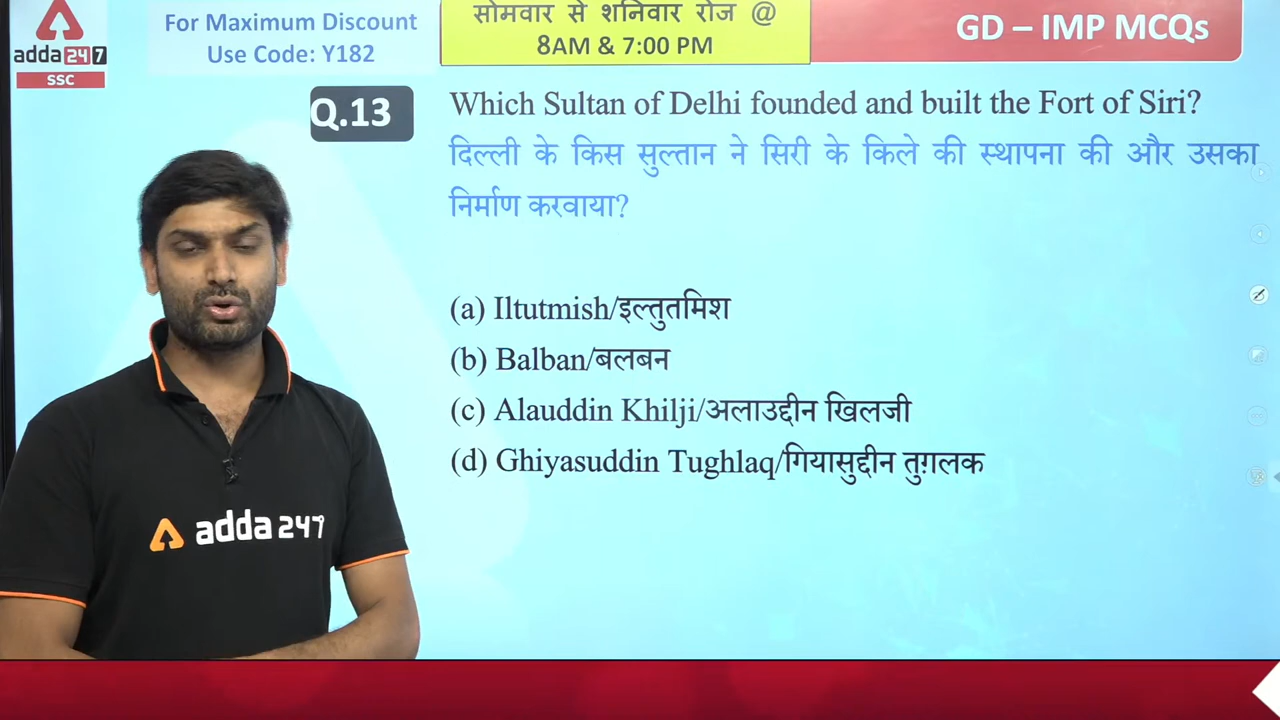 adda 247
SSC
For Maximum Discount
Use Code: Y182
सोमवार से शनिवार रोज @
8AM & 7:00 PM
GD – IMP MCQs
Q.13
Which Sultan of Delhi founded and built the Fort of Siri?
दिल्ली के किस सुल्तान ने सिरी के किले की स्थापना की और उसका
निर्माण करवाया?
(a) Iltutmish/इल्तुतमिश
(b) Balban/बलबन
(c) Alauddin Khilji/अलाउद्दीन खिलजी
(d) Ghiyasuddin Tughlaq/गियासुद्दीन तुग़लक
adda 247